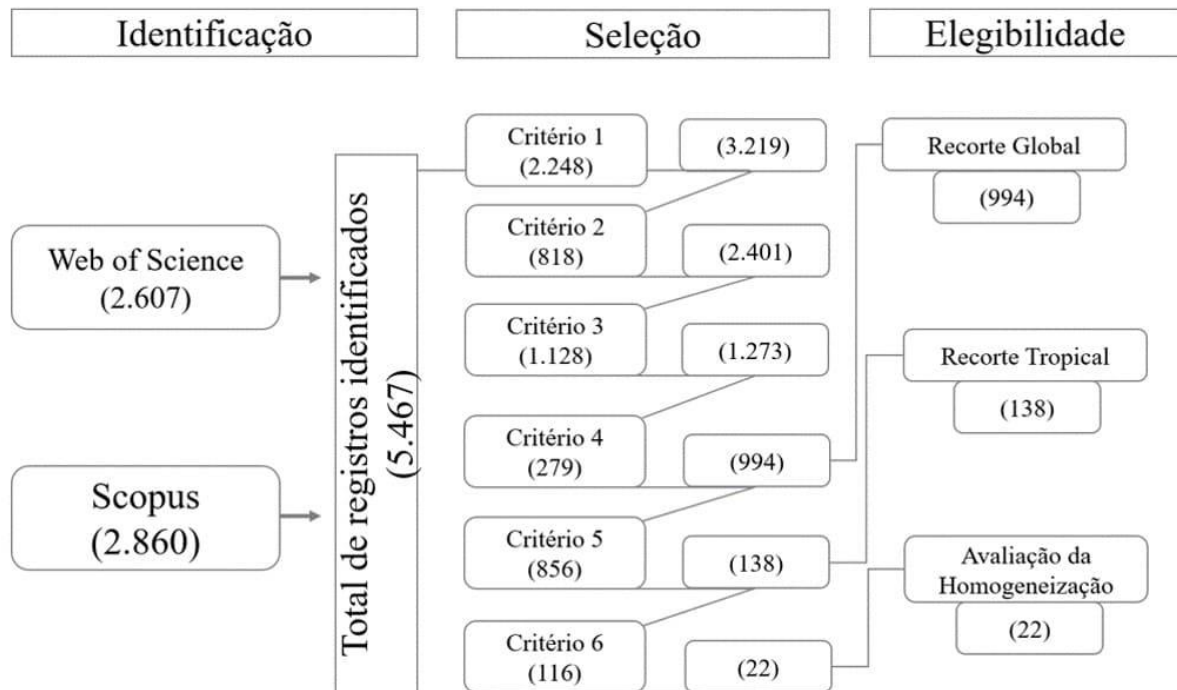 Identificação
Seleção
Elegibilidade
Web of Science
(2.607)
Scopus
(2.860)
Total de registros identificados
(5.467)
Critério 1
(2.248)
(3.219)
Critério 2
(818)
(2.401)
Critério 3
(1.128)
(1.273)
Critério 4
(279)
(994)
Critério 5
(856)
(138)
Critério 6
(116)
(22)
Recorte Global
(994)
Recorte Tropical
(138)
Avaliação da
Homogeneização
(22)